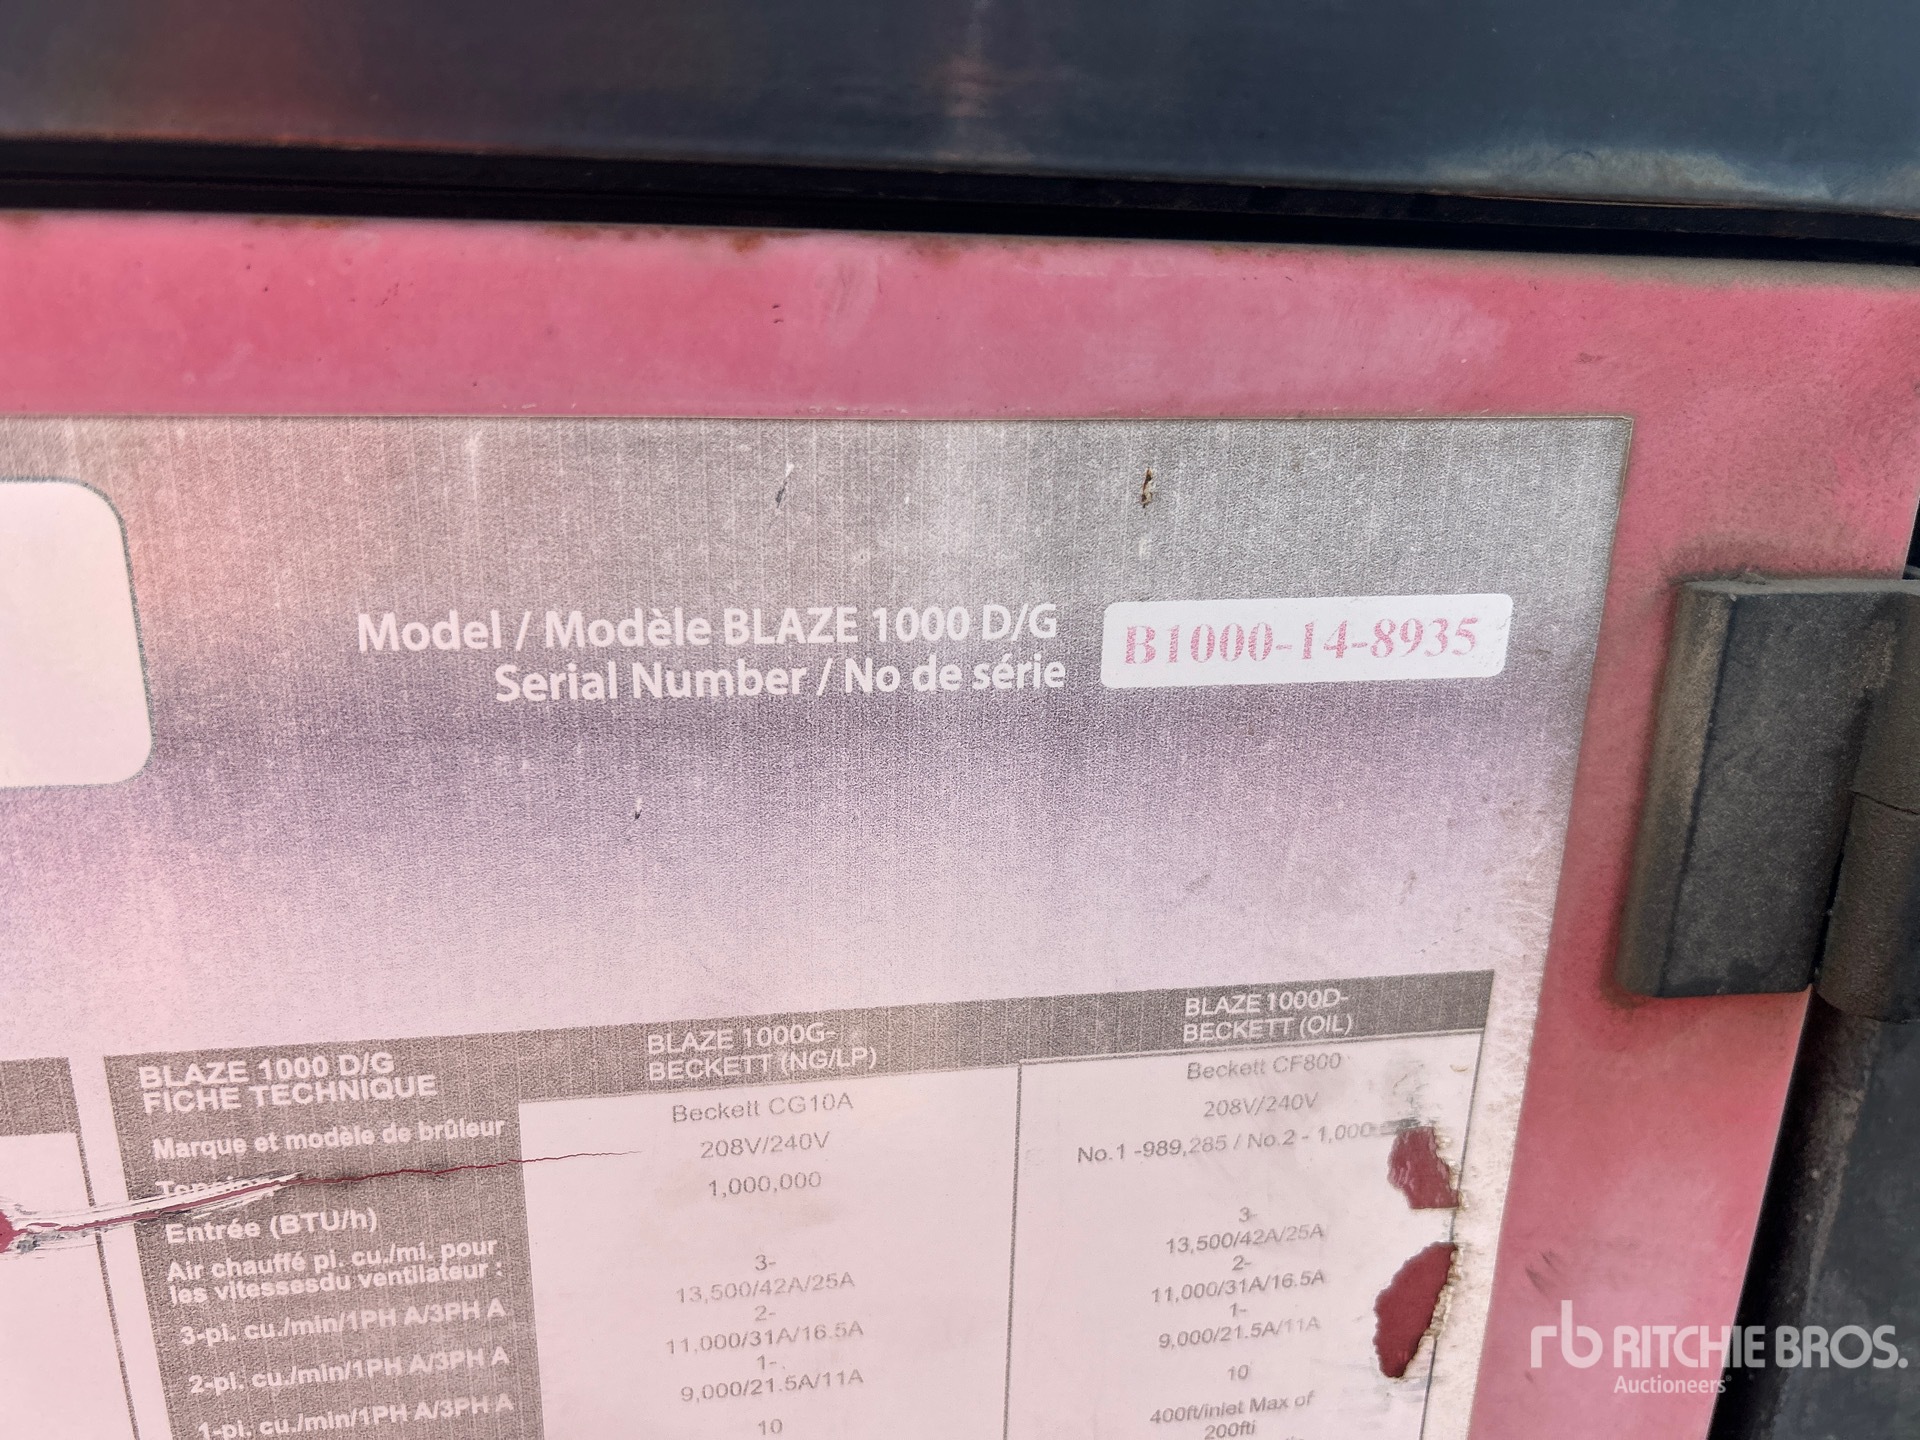 Model / Modèle BLAZE 1000 D/G
Serial Number / No de série
B1000-14-8935
BLAZE 1000 D/G
FICHE TECHNIQUE
BLAZE 1000G-
BECKETT (NG/LP)
BLAZE 1000D-
BECKETT (OIL)
Marque et modèle de brûleur
Beckett CG10A
Beckett CF800
Tension
208V/240V
208V/240V
Entrée (BTU/h)
1,000,000
No.1 -989,285 / No.2 - 1,000
Air chauffé pi. cu./mi. pour
les vitessesdu ventilateur :
3-pi. cu./min/1PH A/3PH A
3-
13,500/42A/25A
3-
13,500/42A/25A
2-pi. cu./min/1PH A/3PH A
2-
11,000/31A/16.5A
2-
11,000/31A/16.5A
1-pi. cu./min/1PH A/3PH A
1-
9,000/21.5A/11A
1-
9,000/21.5A/11A
10
10
400ft/inlet Max of
200fti
rb RITCHIE BROS.
Auctioneers